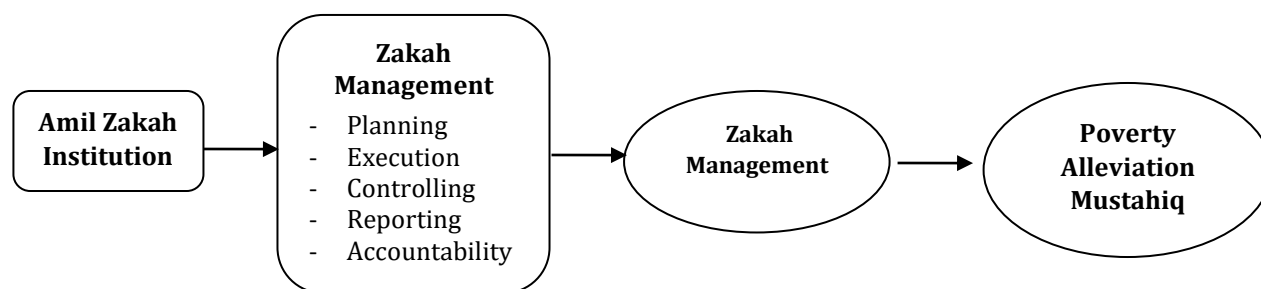 Amil Zakah
Institution
Zakah
Management
- Planning
- Execution
- Controlling
- Reporting
- Accountability
Zakah
Management
Poverty
Alleviation
Mustahiq